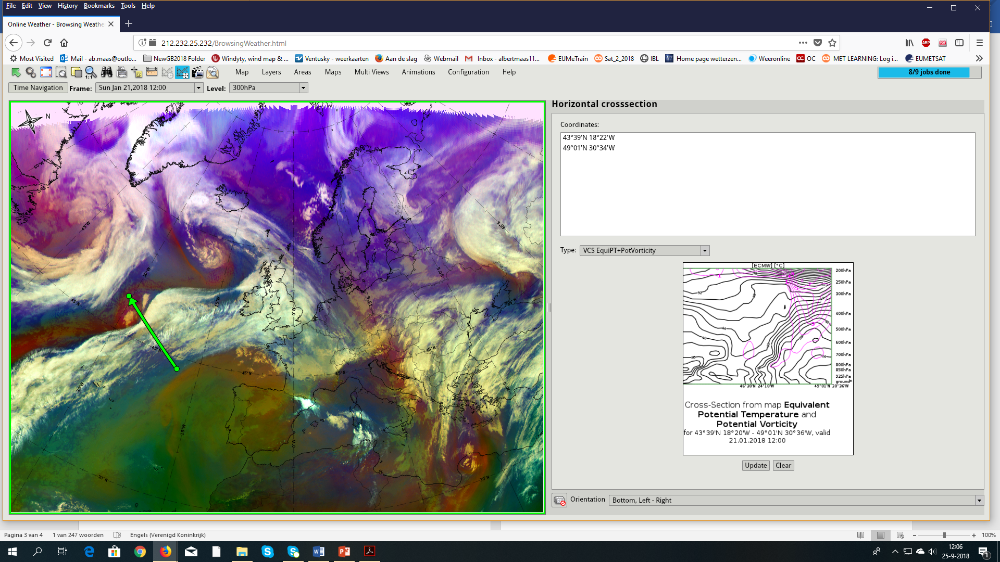 File Edit View History Bookmarks Tools Help
Online Weather - Browsing Weathe
212.232.25.232/BrowsingWeather.html
Most Visited Mail - ab.maas@outlo... NewGB2018 Folder Windyty, wind map & ... Ventusky - weerkaarten Aan de slag Webmail Inbox - albertmaas11... EUMeTrain Sat_2_2018 IBL Home page wetterzen... Weeronline OC MET LEARNING: Log i... EUMETSAT
Map Layers Areas Maps Multi Views Animations Configuration Help
8/9 jobs done
Time Navigation Frame: Sun Jan 21,2018 12:00 Level: 300hPa
Horizontal crosssection
N
Coordinates:
43°39'N 18°22'W
49°01'N 30°34'W
Type: VCS EquiPT+PotVorticity
[ECMW] [°C]
200hPa
250hPa
300hPa
400hPa
500hPa
600hPa
700hPa
800hPa
850hPa
925hPa
ground*
46°30'N 24°10'W 49°01'N 30°36'W
Cross-Section from map Equivalent
Potential Temperature and
Potential Vorticity
for 43°39'N 18°20'W - 49°01'N 30°36'W, valid
21.01.2018 12:00
Update Clear
Orientation Bottom, Left - Right
Pagina 3 van 4 1 van 247 woorden Engels (Verenigd Koninkrijk) 100%
12:06
25-9-2018
1